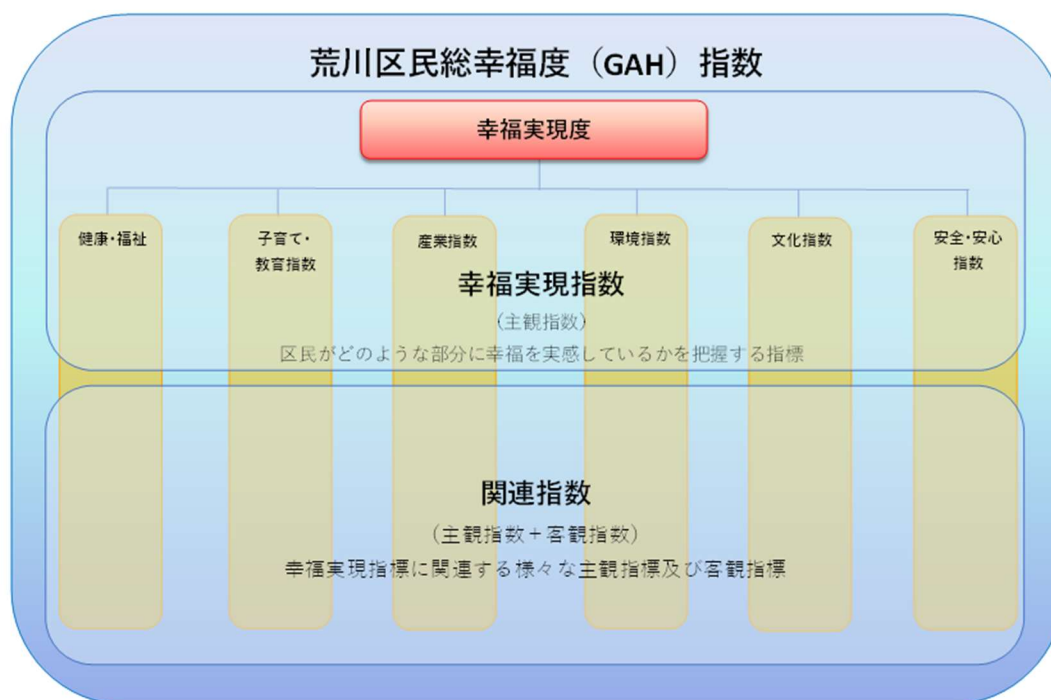 荒川区民総幸福度（GAH）指数
幸福実現度
健康・福祉
子育て・
教育指数
産業指数
環境指数
文化指数
安全・安心
指数
幸福実現指数
（主観指数）
区民がどのような部分に幸福を実感しているかを把握する指標
関連指数
（主観指数＋客観指数）
幸福実現指標に関連する様々な主観指標及び客観指標